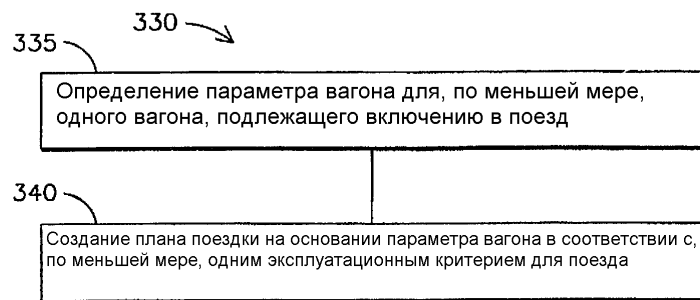 330
335
Определение параметра вагона для, по меньшей мере,
одного вагона, подлежащего включению в поезд
340
Создание плана поездки на основании параметра вагона в соответствии с,
по меньшей мере, одним эксплуатационным критерием для поезда